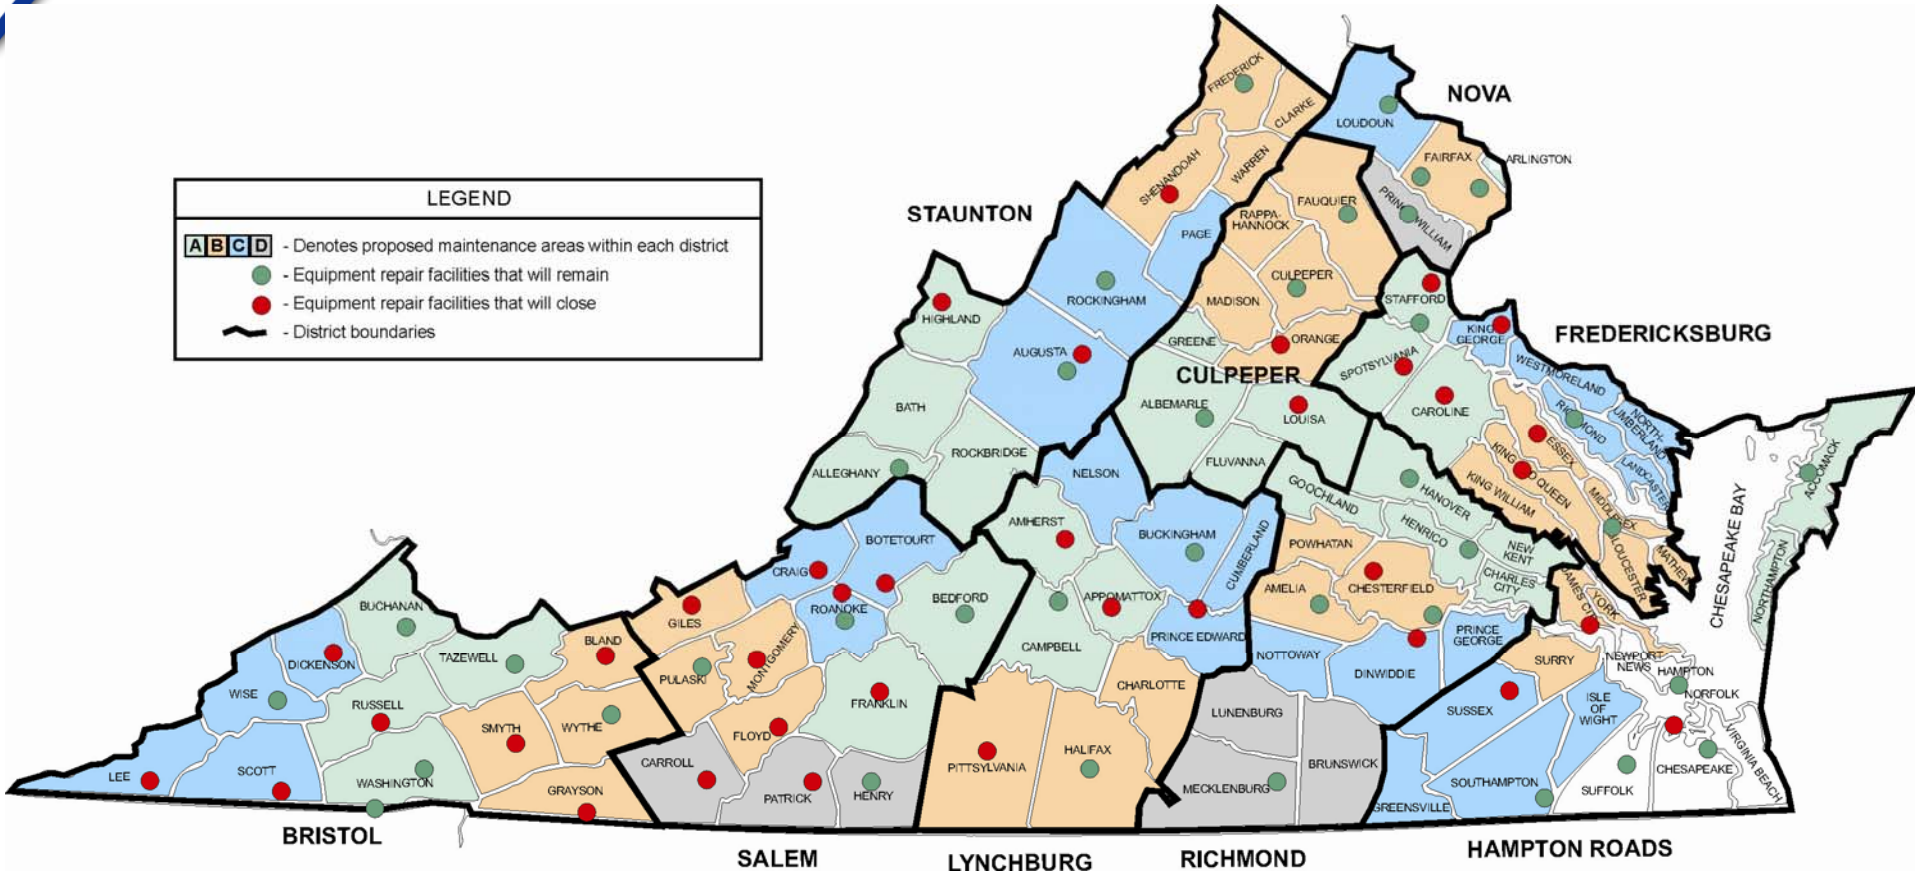 LEGEND
A B C D - Denotes proposed maintenance areas within each district
- Equipment repair facilities that will remain
- Equipment repair facilities that will close
- District boundaries
NOVA
STAUNTON
FREDERICKSBURG
CULPEPER
BRISTOL
SALEM
LYNCHBURG
RICHMOND
HAMPTON ROADS
CHESAPEAKE BAY
FREDERICK
CLARKE
SHENANDOAH
WARREN
PAGE
ROCKINGHAM
AUGUSTA
HIGHLAND
BATH
ROCKBRIDGE
ALLEGHANY
LOUDOUN
FAIRFAX
ARLINGTON
PRINCE WILLIAM
RAPPA-
HANNOCK
FAUQUIER
CULPEPER
MADISON
ORANGE
GREENE
ALBEMARLE
LOUISA
FLUVANNA
STAFFORD
KING
GEORGE
SPOTSYLVANIA
CAROLINE
WESTMORELAND
RICHMOND
NORTH-
UMBERLAND
LANCASTER
ESSEX
KING AND QUEEN
KING WILLIAM
MIDDLESEX
GLOUCESTER
MATHEWS
ACCOMACK
NORTHAMPTON
NELSON
AMHERST
BUCKINGHAM
CUMBERLAND
APPOMATTOX
PRINCE EDWARD
CAMPBELL
CHARLOTTE
PITTSYLVANIA
HALIFAX
GOOCHLAND
HANOVER
HENRICO
NEW
KENT
CHARLES
CITY
POWHATAN
AMELIA
CHESTERFIELD
PRINCE
GEORGE
NOTTOWAY
DINWIDDIE
LUNENBURG
BRUNSWICK
MECKLENBURG
JAMES CITY
YORK
SURRY
NEWPORT
NEWS
HAMPTON
NORFOLK
SUSSEX
ISLE
OF
WIGHT
SOUTHAMPTON
GREENSVILLE
SUFFOLK
CHESAPEAKE
VIRGINIA BEACH
CRAIG
BOTETOURT
ROANOKE
BEDFORD
GILES
MONTGOMERY
PULASKI
FLOYD
FRANKLIN
CARROLL
PATRICK
HENRY
BUCHANAN
DICKENSON
TAZEWELL
BLAND
WISE
RUSSELL
SMYTH
WYTHE
LEE
SCOTT
WASHINGTON
GRAYSON